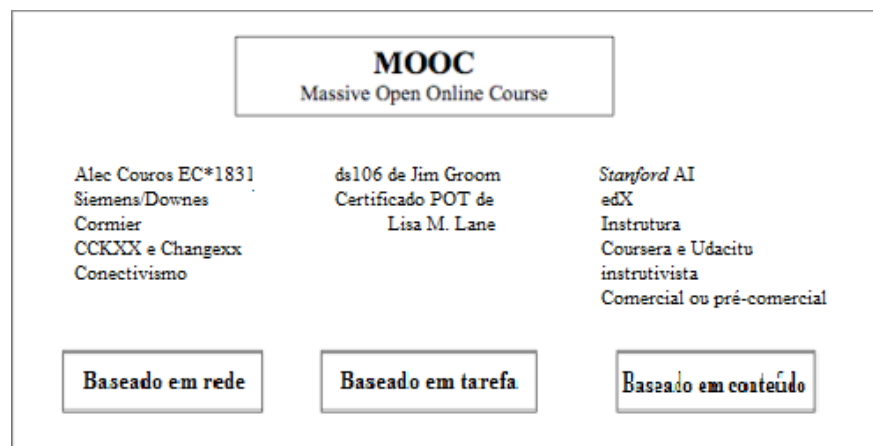 MOOC
Massive Open Online Course
Alec Couros EC*1831
Siemens/Downes
Cormier
CCKXX e Changexx
Conectivismo
ds106 de Jim Groom
Certificado POT de
Lisa M. Lane
Stanford AI
edX
Instrutura
Coursera e Udacitu
instrutivista
Comercial ou pré-comercial
Baseado em rede
Baseado em tarefa
Baseado em conteúdo